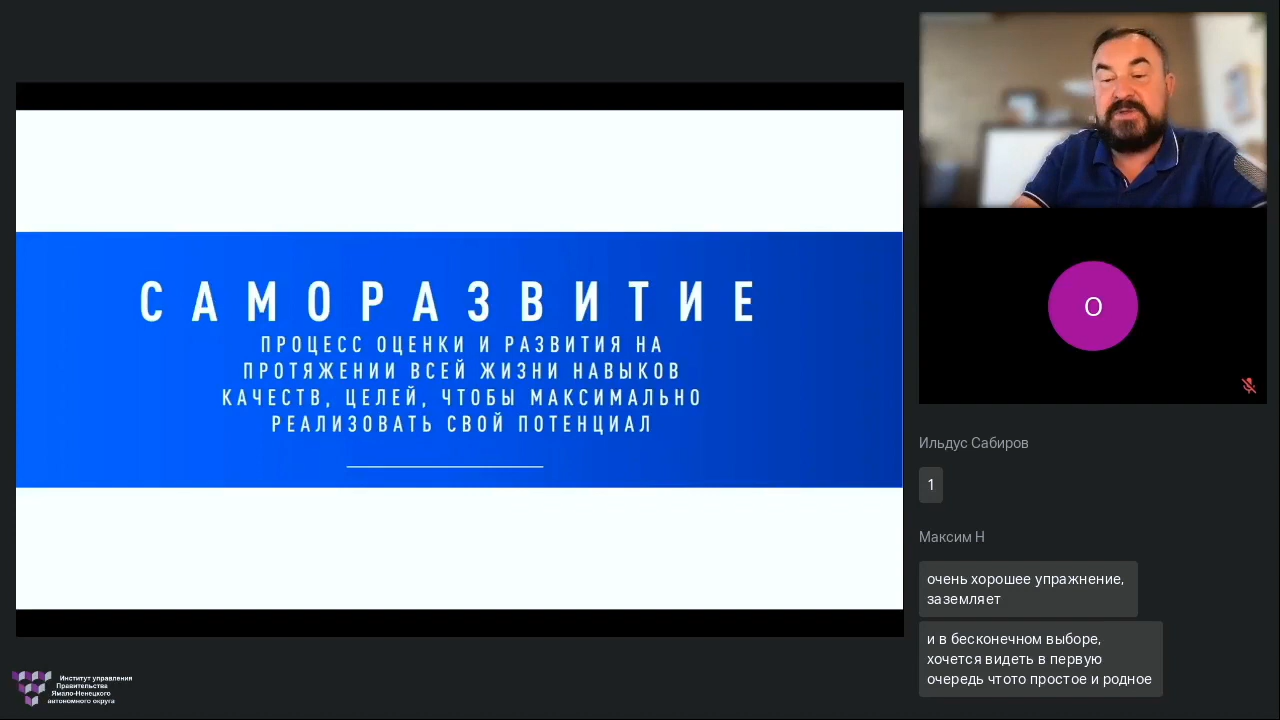 САМОРАЗВИТИЕ
ПРОЦЕСС ОЦЕНКИ И РАЗВИТИЯ НА
ПРОТЯЖЕНИИ ВСЕЙ ЖИЗНИ НАВЫКОВ
КАЧЕСТВ, ЦЕЛЕЙ, ЧТОБЫ МАКСИМАЛЬНО
РЕАЛИЗОВАТЬ СВОЙ ПОТЕНЦИАЛ
О
Ильдус Сабиров
1
Максим Н
очень хорошее упражнение,
заземляет
и в бесконечном выборе,
хочется видеть в первую
очередь чтото простое и родное
Институт управления
Правительства
Ямало-Ненецкого
автономного округа